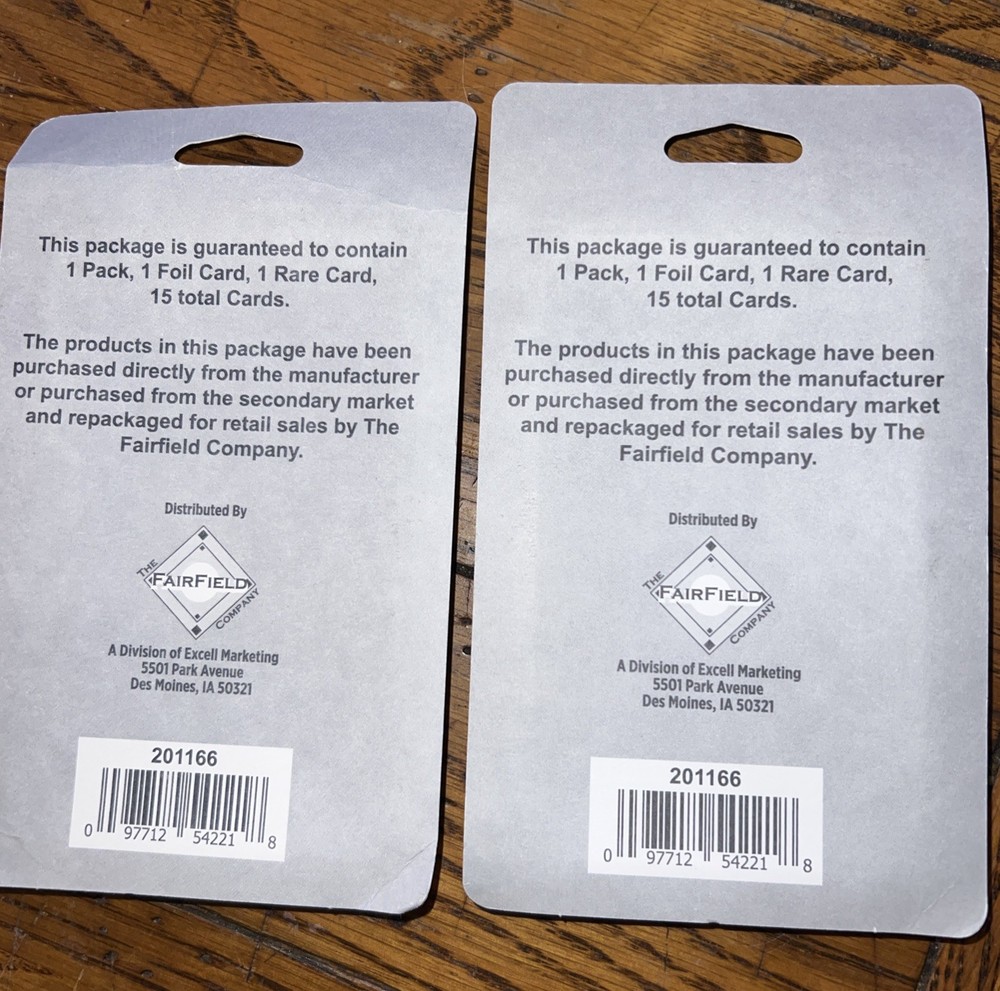 This package is guaranteed to contain
1 Pack, 1 Foil Card, 1 Rare Card,
15 total Cards.
The products in this package have been
purchased directly from the manufacturer
or purchased from the secondary market
and repackaged for retail sales by The
Fairfield Company.
Distributed By
THE
FAIRFIELD
COMPANY
A Division of Excell Marketing
5501 Park Avenue
Des Moines, IA 50321
201166
0 97712 54221 8
This package is guaranteed to contain
1 Pack, 1 Foil Card, 1 Rare Card,
15 total Cards.
The products in this package have been
purchased directly from the manufacturer
or purchased from the secondary market
and repackaged for retail sales by The
Fairfield Company.
Distributed By
THE
FAIRFIELD
COMPANY
A Division of Excell Marketing
5501 Park Avenue
Des Moines, IA 50321
201166
0 97712 54221 8